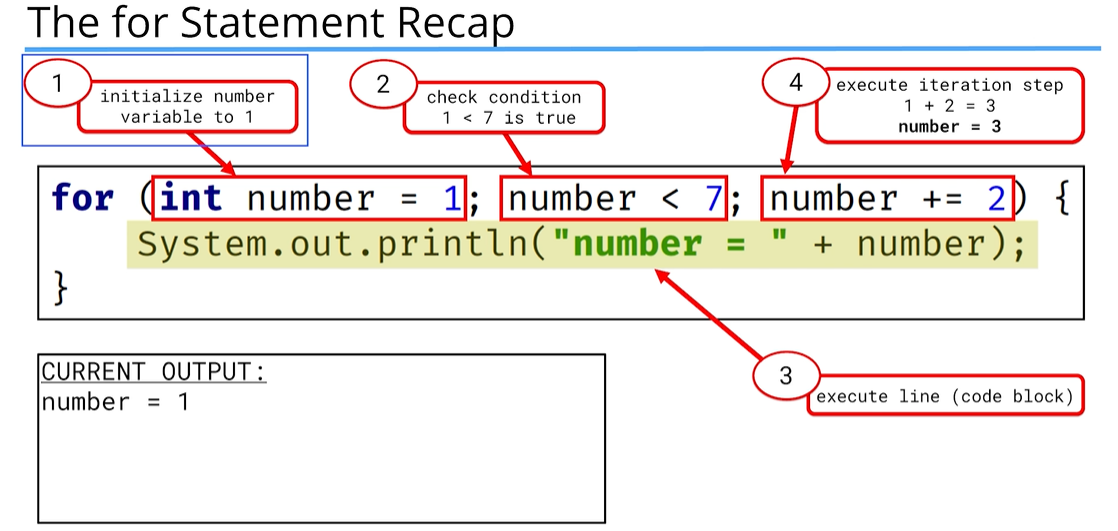 The for Statement Recap
1
initialize number
variable to 1
2
check condition
1 < 7 is true
4
execute iteration step
1 + 2 = 3
number = 3
for (int number = 1; number < 7; number += 2) {
System.out.println("number = " + number);
}
3
execute line (code block)
CURRENT OUTPUT:
number = 1